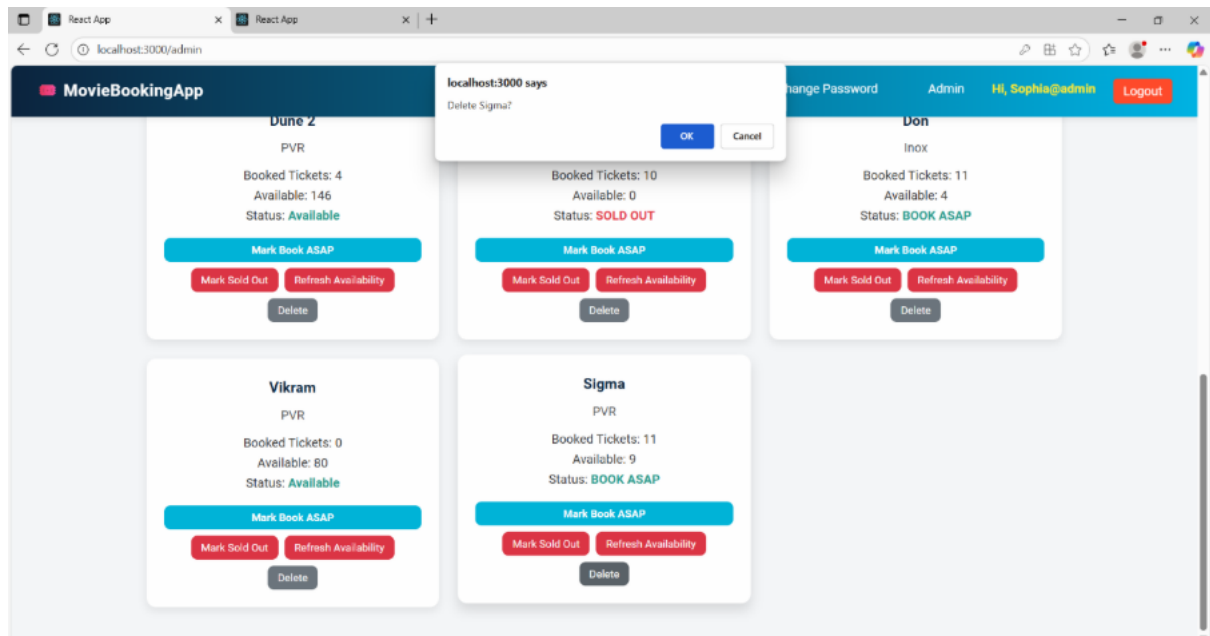 React App
React App
localhost:3000/admin
MovieBookingApp
hange Password
Admin
Hi, Sophia@admin
Logout
localhost:3000 says
Delete Sigma?
OK
Cancel
Dune 2
PVR
Booked Tickets: 4
Available: 146
Status: Available
Mark Book ASAP
Mark Sold Out
Refresh Availability
Delete
Booked Tickets: 10
Available: 0
Status: SOLD OUT
Mark Book ASAP
Mark Sold Out
Refresh Availability
Delete
Don
Inox
Booked Tickets: 11
Available: 4
Status: BOOK ASAP
Mark Book ASAP
Mark Sold Out
Refresh Availability
Delete
Vikram
PVR
Booked Tickets: 0
Available: 80
Status: Available
Mark Book ASAP
Mark Sold Out
Refresh Availability
Delete
Sigma
PVR
Booked Tickets: 11
Available: 9
Status: BOOK ASAP
Mark Book ASAP
Mark Sold Out
Refresh Availability
Delete